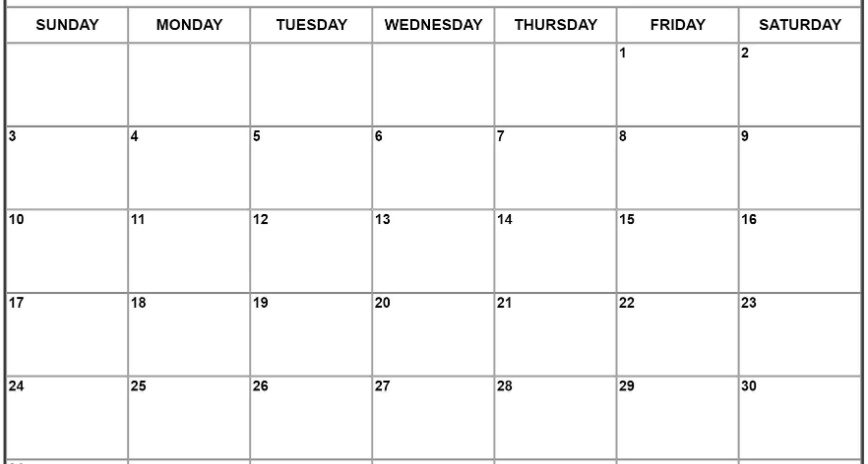 SUNDAY MONDAY TUESDAY WEDNESDAY THURSDAY FRIDAY SATURDAY
1 2
3 4 5 6 7 8 9
10 11 12 13 14 15 16
17 18 19 20 21 22 23
24 25 26 27 28 29 30